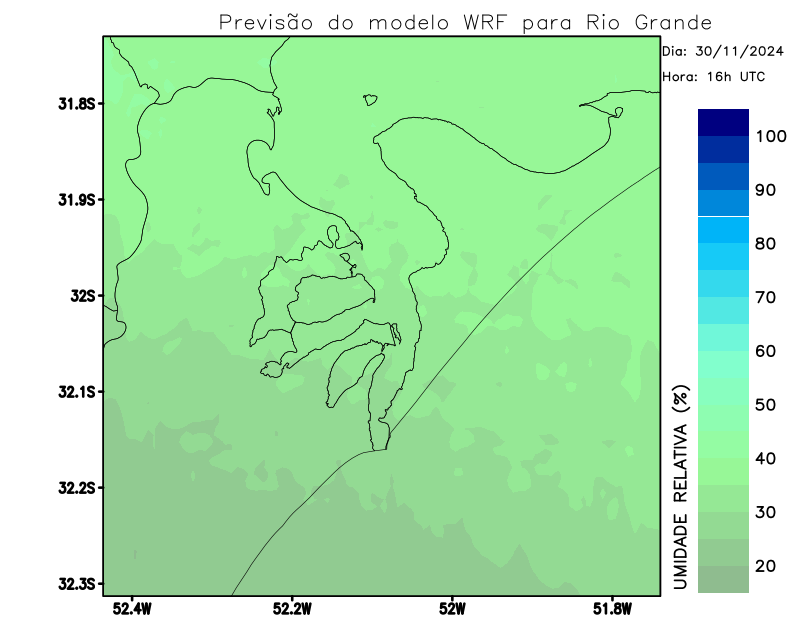 Previsão do modelo WRF para Rio Grande
Dia: 30/11/2024
Hora: 16h UTC
31.8S
31.9S
32S
32.1S
32.2S
32.3S
52.4W
52.2W
52W
51.8W
UMIDADE RELATIVA (%)
100
90
80
70
60
50
40
30
20